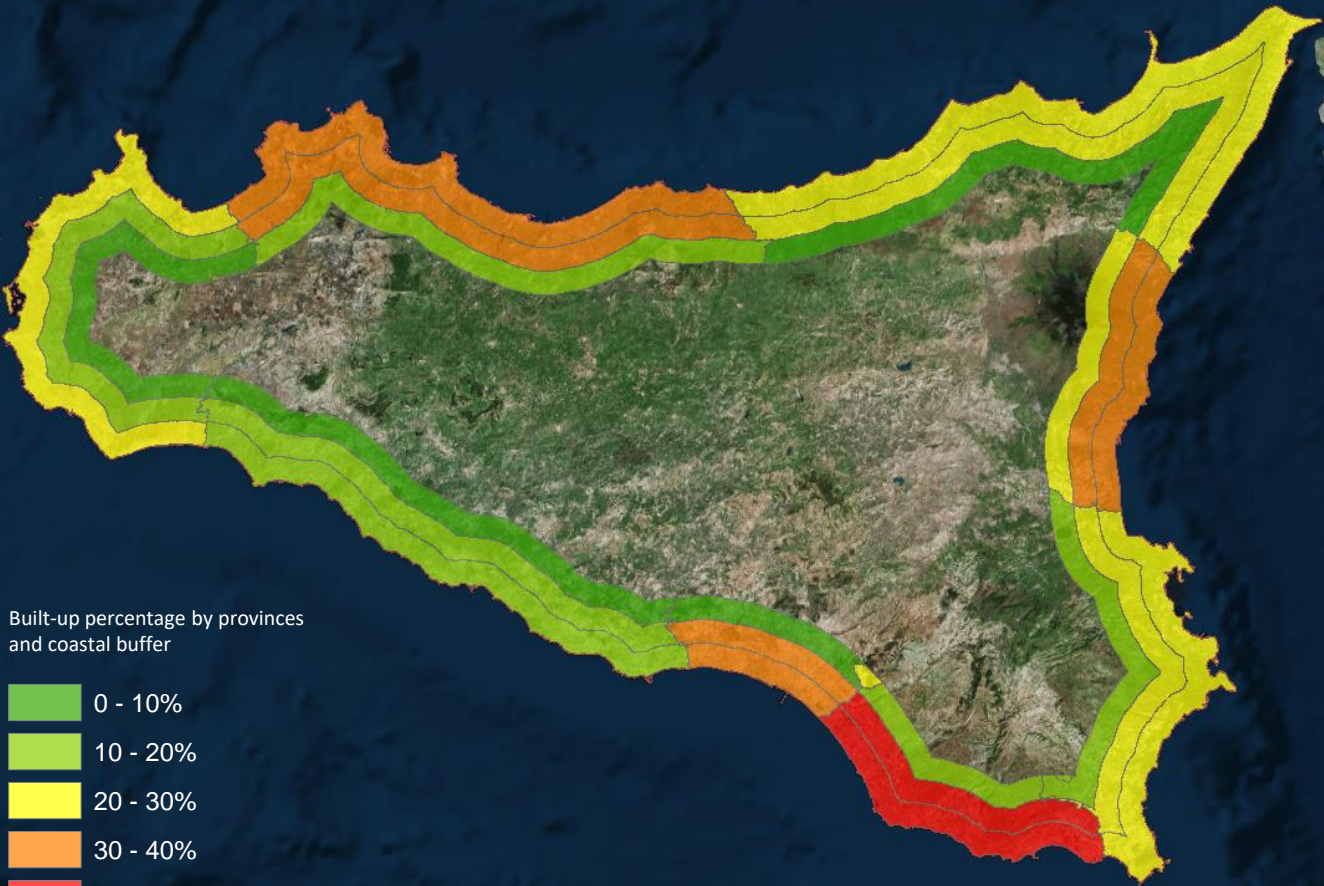 Built-up percentage by provinces
and coastal buffer
0 - 10%
10 - 20%
20 - 30%
30 - 40%